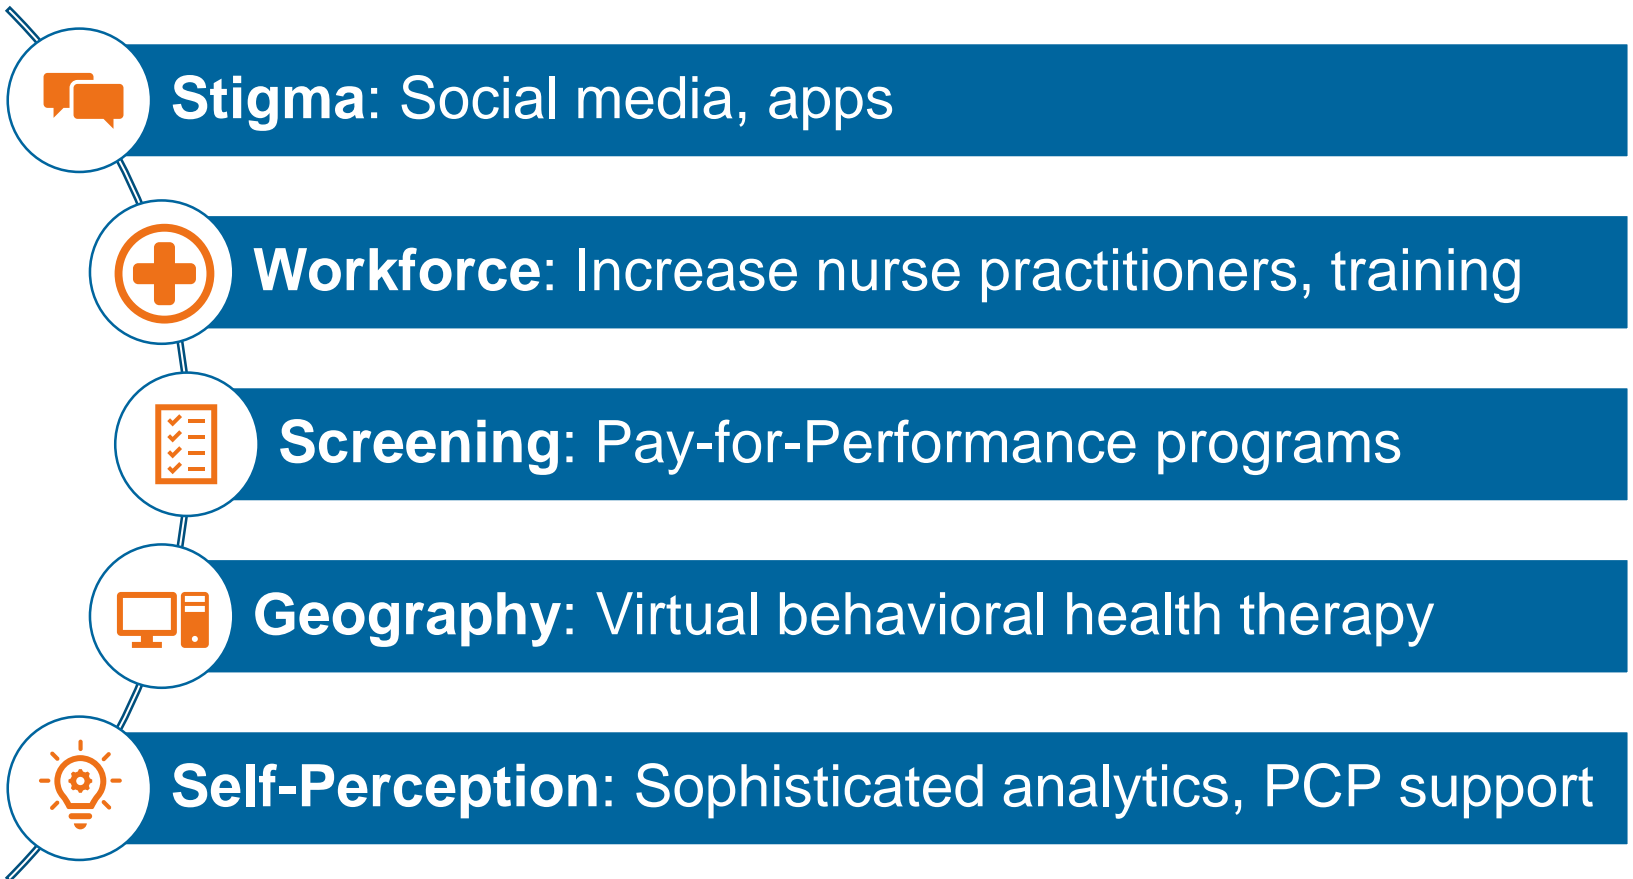 Stigma: Social media, apps
Workforce: Increase nurse practitioners, training
Screening: Pay-for-Performance programs
Geography: Virtual behavioral health therapy
Self-Perception: Sophisticated analytics, PCP support